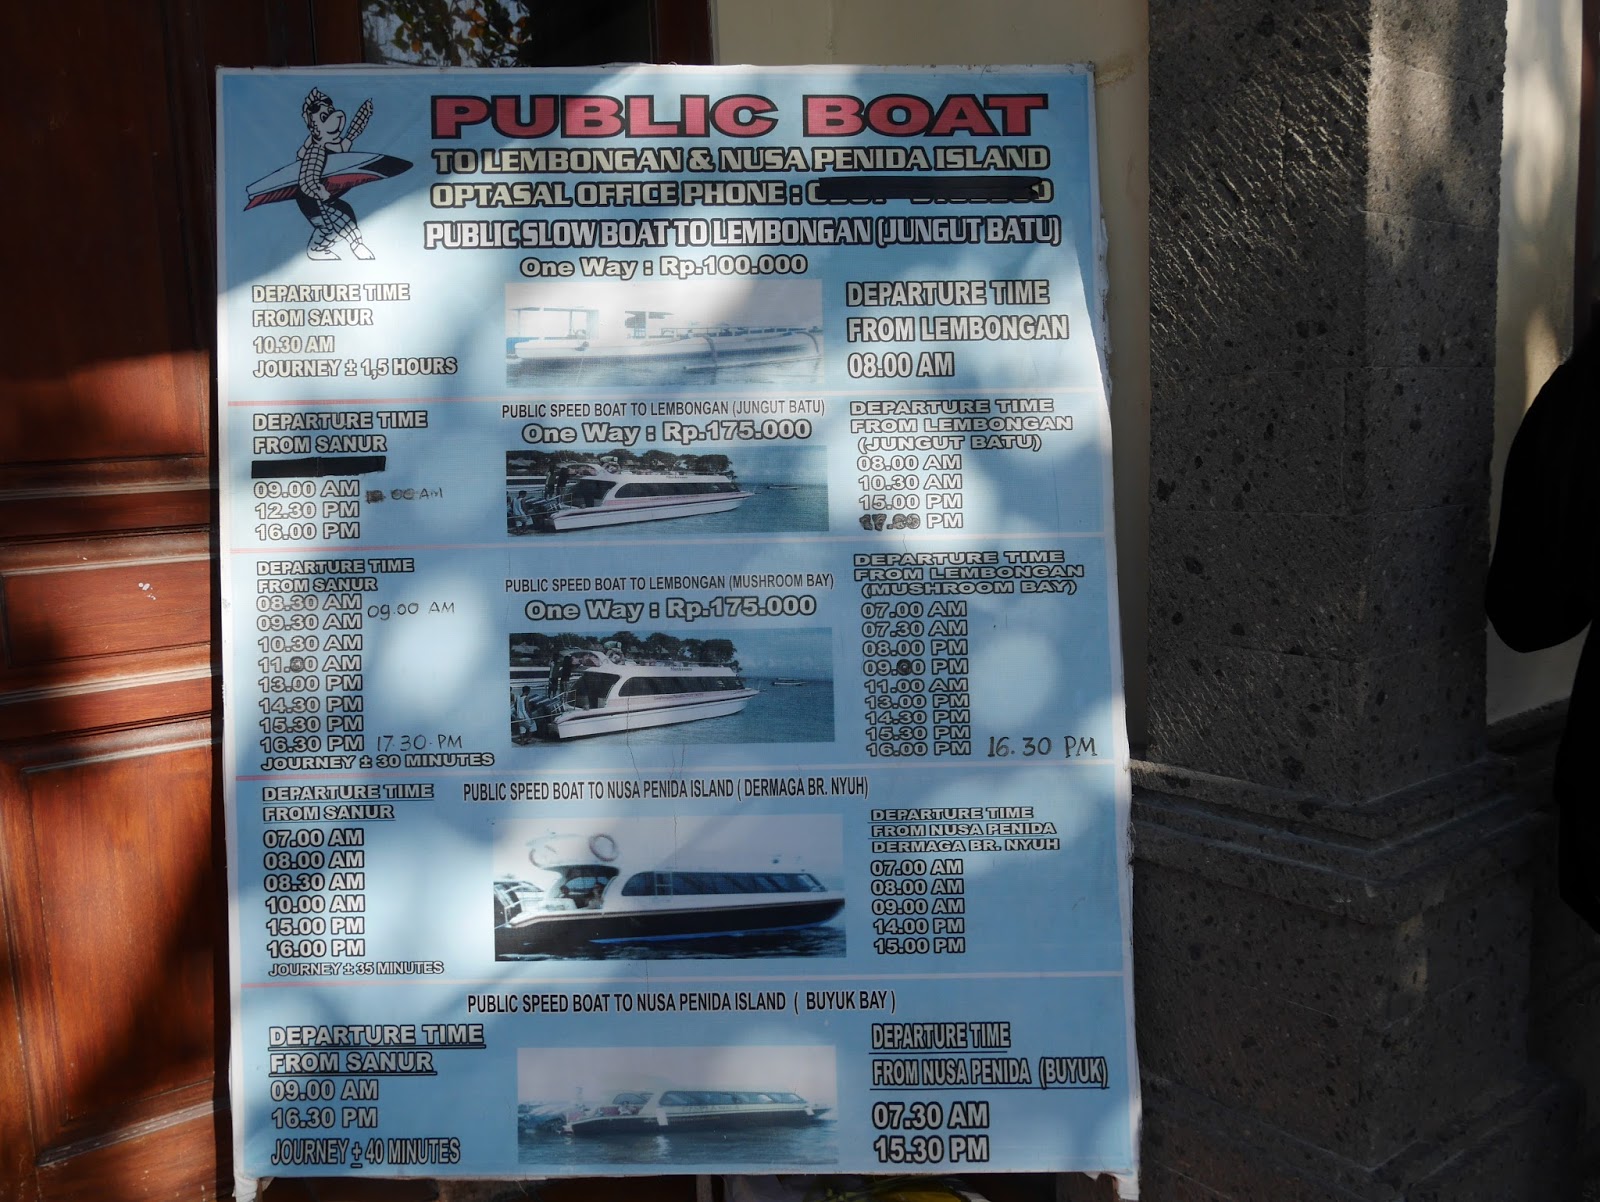 PUBLIC BOAT
TO LEMBONGAN & NUSA PENIDA ISLAND
OPTASAL OFFICE PHONE :
PUBLIC SLOW BOAT TO LEMBONGAN (JUNGUT BATU)
One Way : Rp.100.000
DEPARTURE TIME
FROM SANUR
10.30 AM
JOURNEY ± 1,5 HOURS
DEPARTURE TIME
FROM LEMBONGAN
08.00 AM
PUBLIC SPEED BOAT TO LEMBONGAN (JUNGUT BATU)
One Way : Rp.175.000
DEPARTURE TIME
FROM SANUR
09.00 AM
12.30 PM
16.00 PM
DEPARTURE TIME
FROM LEMBONGAN
(JUNGUT BATU)
08.00 AM
10.30 AM
15.00 PM
PM
PUBLIC SPEED BOAT TO LEMBONGAN (MUSHROOM BAY)
One Way : Rp.175.000
DEPARTURE TIME
FROM SANUR
08.30 AM
09.30 AM 09.00 AM
10.30 AM
AM
13.00 PM
14.30 PM
15.30 PM
16.30 PM 17.30.PM
JOURNEY ± 30 MINUTES
DEPARTURE TIME
FROM LEMBONGAN
(MUSHROOM BAY)
07.00 AM
07.30 AM
08.00 PM
PM
11.00 AM
13.00 PM
14.30 PM
15.30 PM
16.00 PM 16.30 PM
PUBLIC SPEED BOAT TO NUSA PENIDA ISLAND ( DERMAGA BR. NYUH)
DEPARTURE TIME
FROM SANUR
07.00 AM
08.00 AM
08.30 AM
10.00 AM
15.00 PM
16.00 PM
JOURNEY ± 35 MINUTES
DEPARTURE TIME
FROM NUSA PENIDA
DERMAGA BR. NYUH
07.00 AM
08.00 AM
09.00 AM
14.00 PM
15.00 PM
PUBLIC SPEED BOAT TO NUSA PENIDA ISLAND ( BUYUK BAY )
DEPARTURE TIME
FROM SANUR
09.00 AM
16.30 PM
JOURNEY ± 40 MINUTES
DEPARTURE TIME
FROM NUSA PENIDA (BUYUK)
07.30 AM
15.30 PM